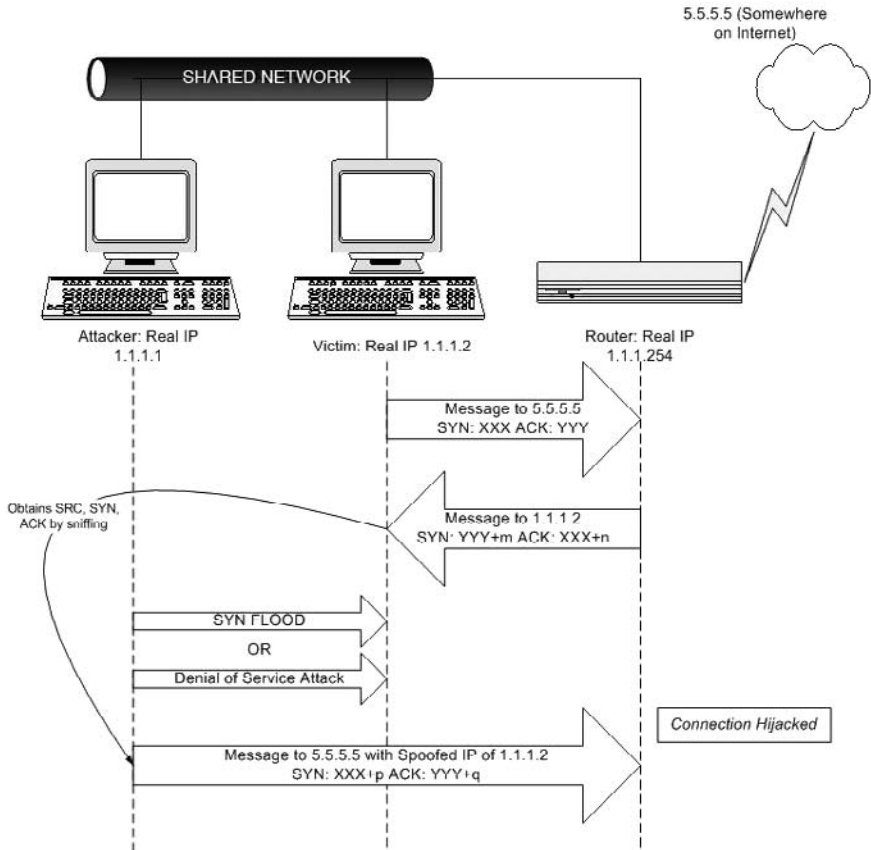 5.5.5.5 (Somewhere
on Internet)
SHARED NETWORK
Attacker: Real IP
1.1.1.1
Victim: Real IP 1.1.1.2
Router: Real IP
1.1.1.254
Message to 5.5.5.5
SYN: XXX ACK: YYY
Obtains SRC, SYN,
ACK by sniffing
Message to 1.1.1.2
SYN: YYY+m ACK: XXX+n
SYN FLOOD
OR
Denial of Service Attack
Connection Hijacked
Message to 5.5.5.5 with Spoofed IP of 1.1.1.2
SYN: XXX+p ACK: YYY+q